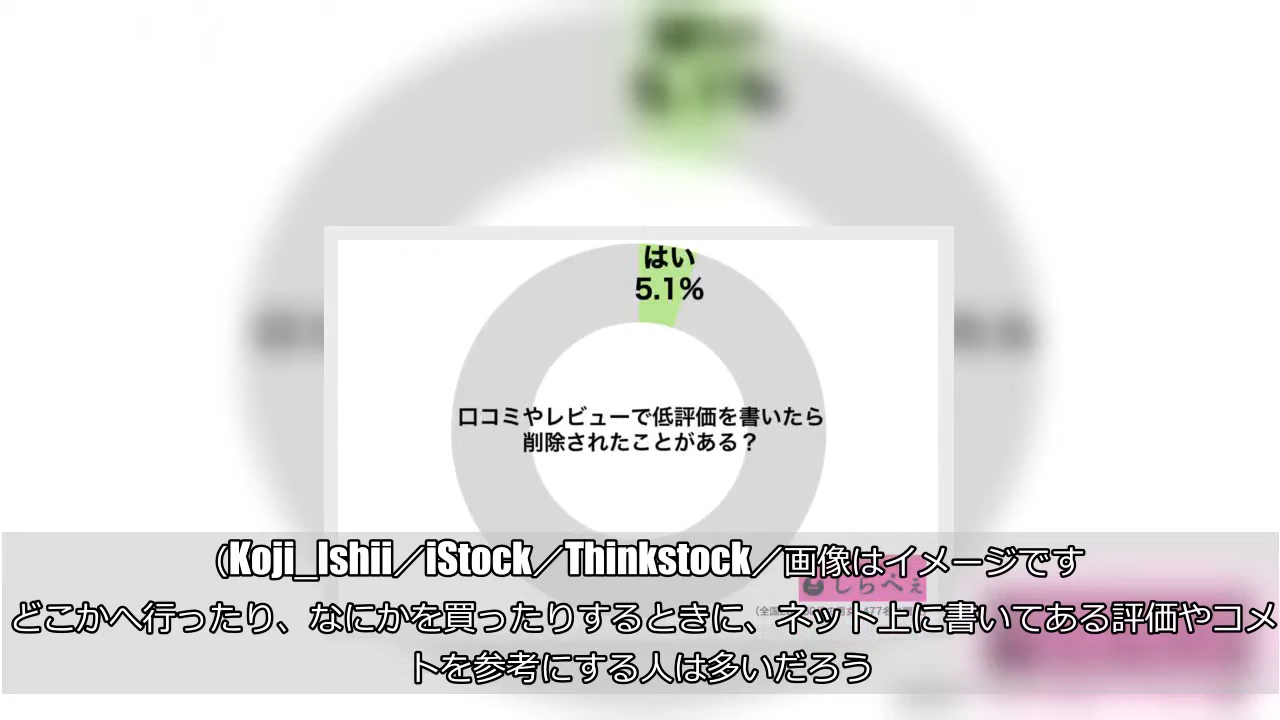 はい
5.1%
口コミやレビューで低評価を書いたら
削除されたことがある？
しらべぇ
（Koji_Ishii／iStock／Thinkstock／画像はイメージです
どこかへ行ったり、なにかを買ったりするときに、ネット上に書いてある評価やコメ
トを参考にする人は多いだろう